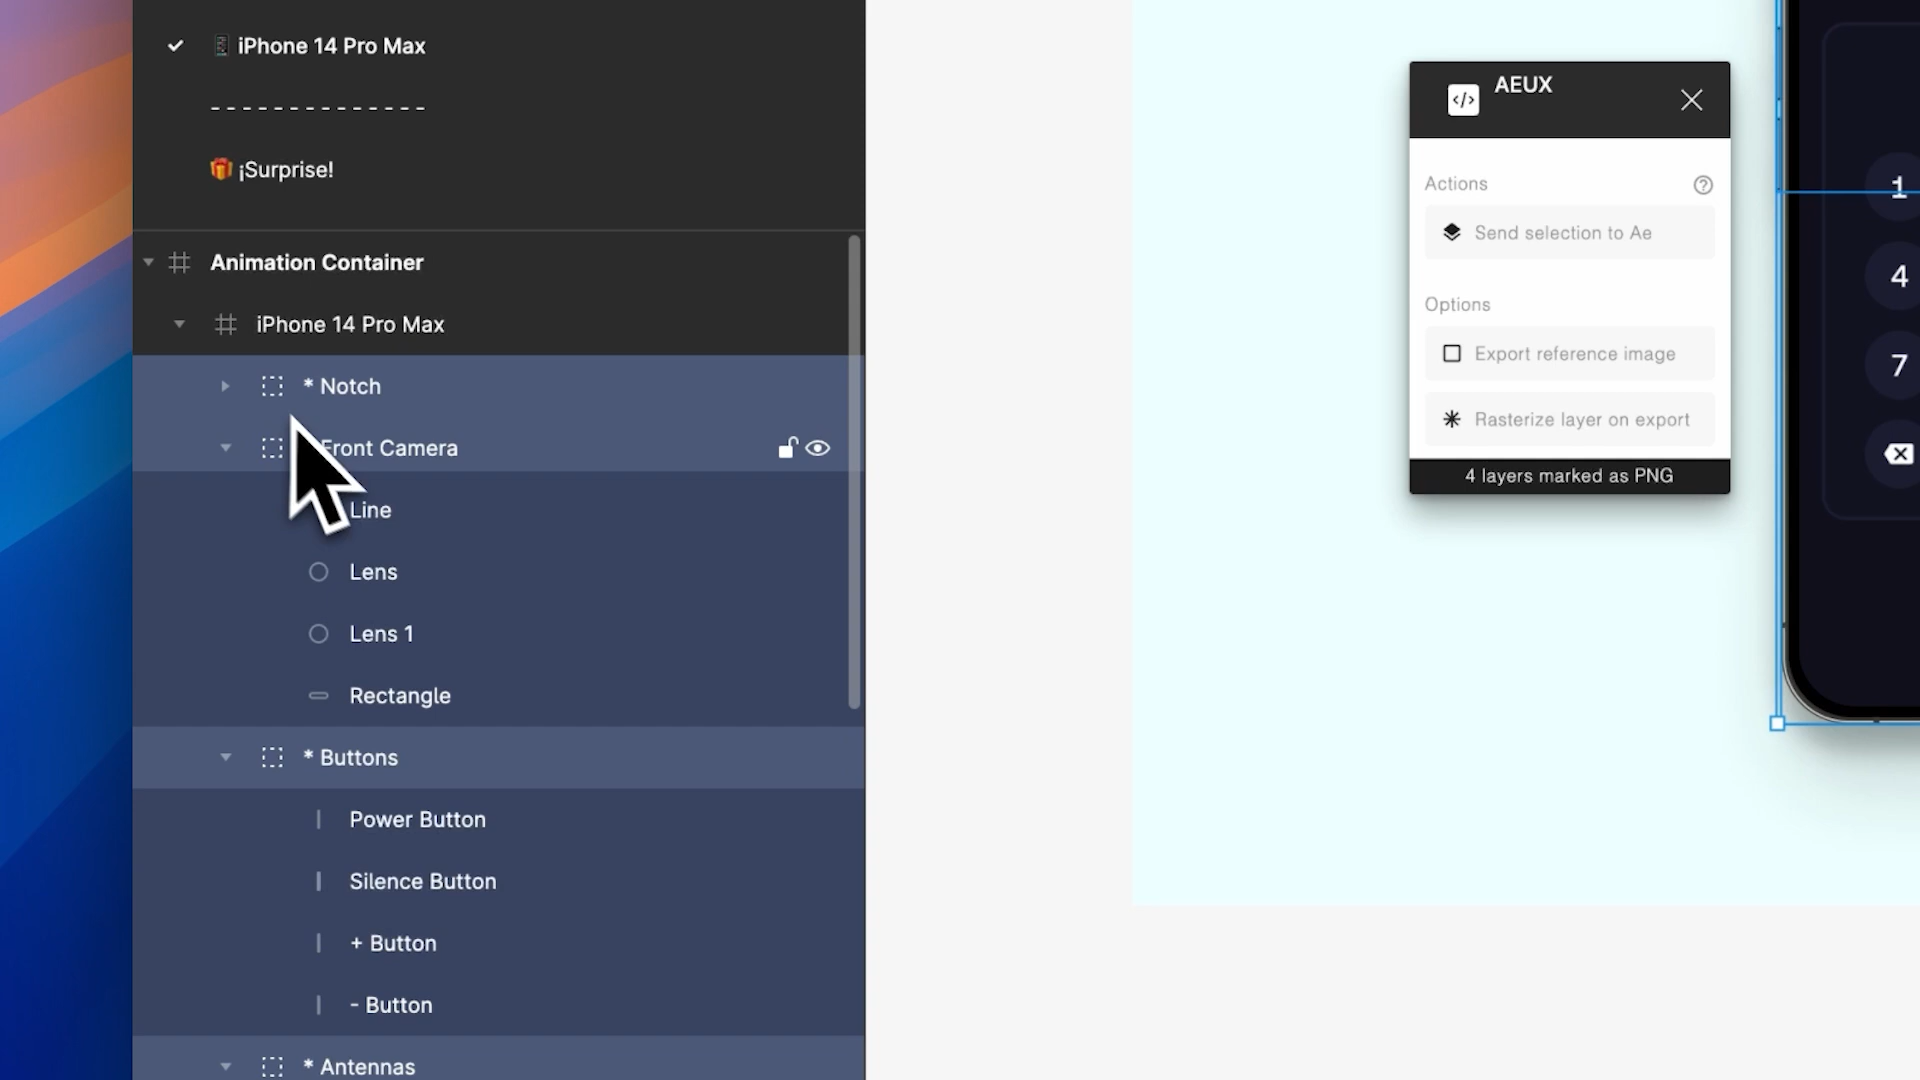 iPhone 14 Pro Max
- - - - - - - - - - - - - -
¡Surprise!
Animation Container
iPhone 14 Pro Max
* Notch
Front Camera
Line
Lens
Lens 1
Rectangle
* Buttons
Power Button
Silence Button
+ Button
- Button
* Antennas
AEUX
Actions
Send selection to Ae
Options
Export reference image
Rasterize layer on export
4 layers marked as PNG
1
4
7